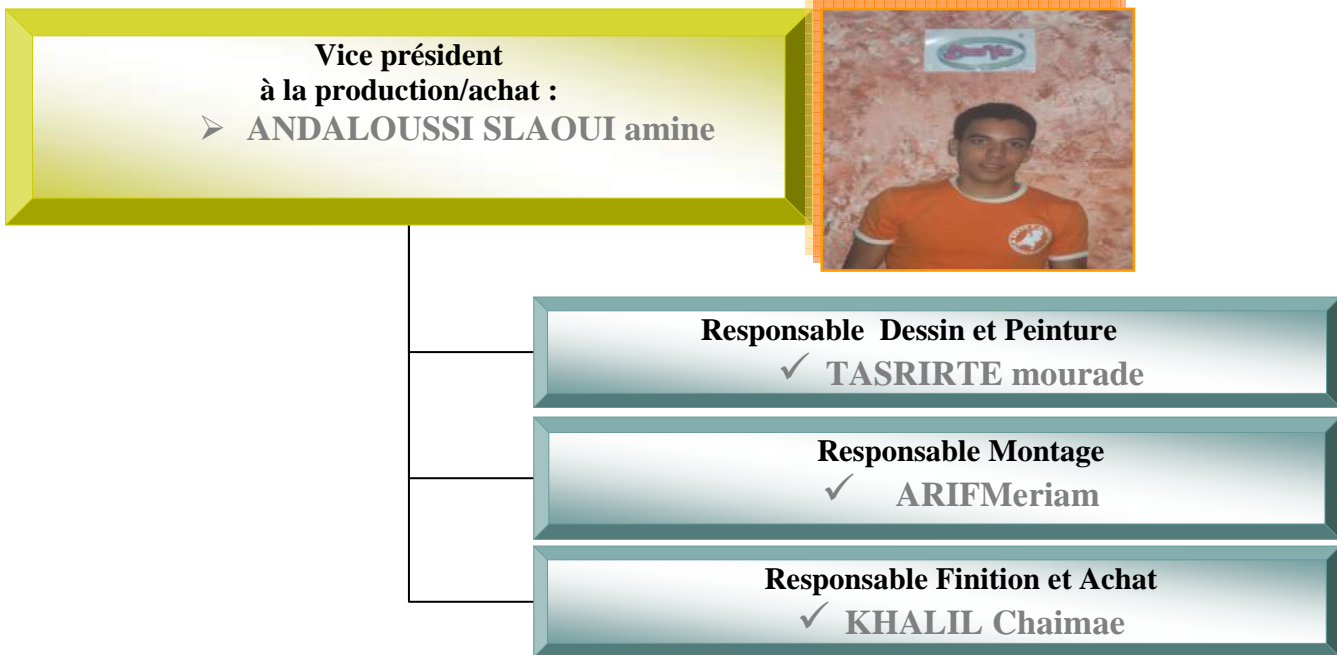 Vice président
à la production/achat :
➢ ANDALOUSSI SLAOUI amine
Responsable Dessin et Peinture
✓ TASRIRTE mourade
Responsable Montage
✓ ARIFMeriam
Responsable Finition et Achat
✓ KHALIL Chaimae